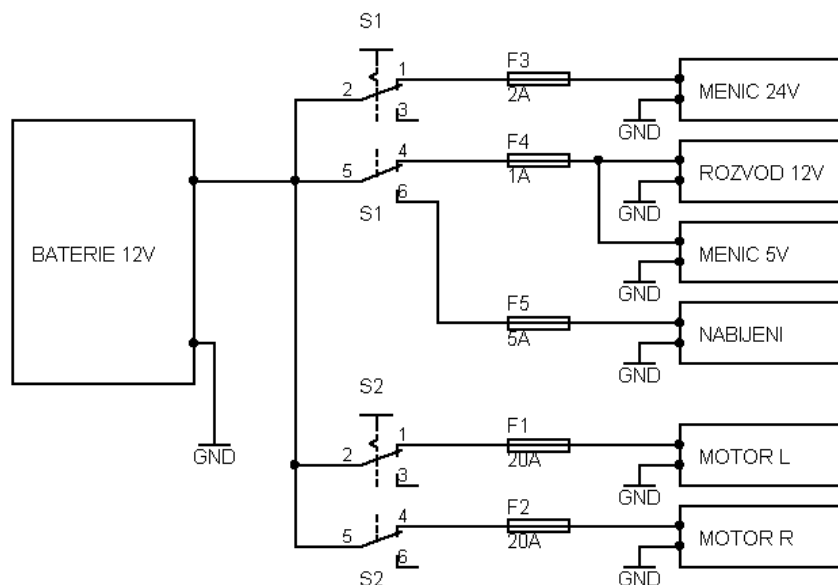 S1
F3
1
2
2A
MENIC 24V
3
GND
F4
4
5
1A
ROZVOD 12V
6
GND
S1
BATERIE 12V
MENIC 5V
GND
F5
5A
NABIJENI
GND
S2
F1
1
2
20A
MOTOR L
GND
3
GND
F2
4
5
20A
MOTOR R
6
GND
S2